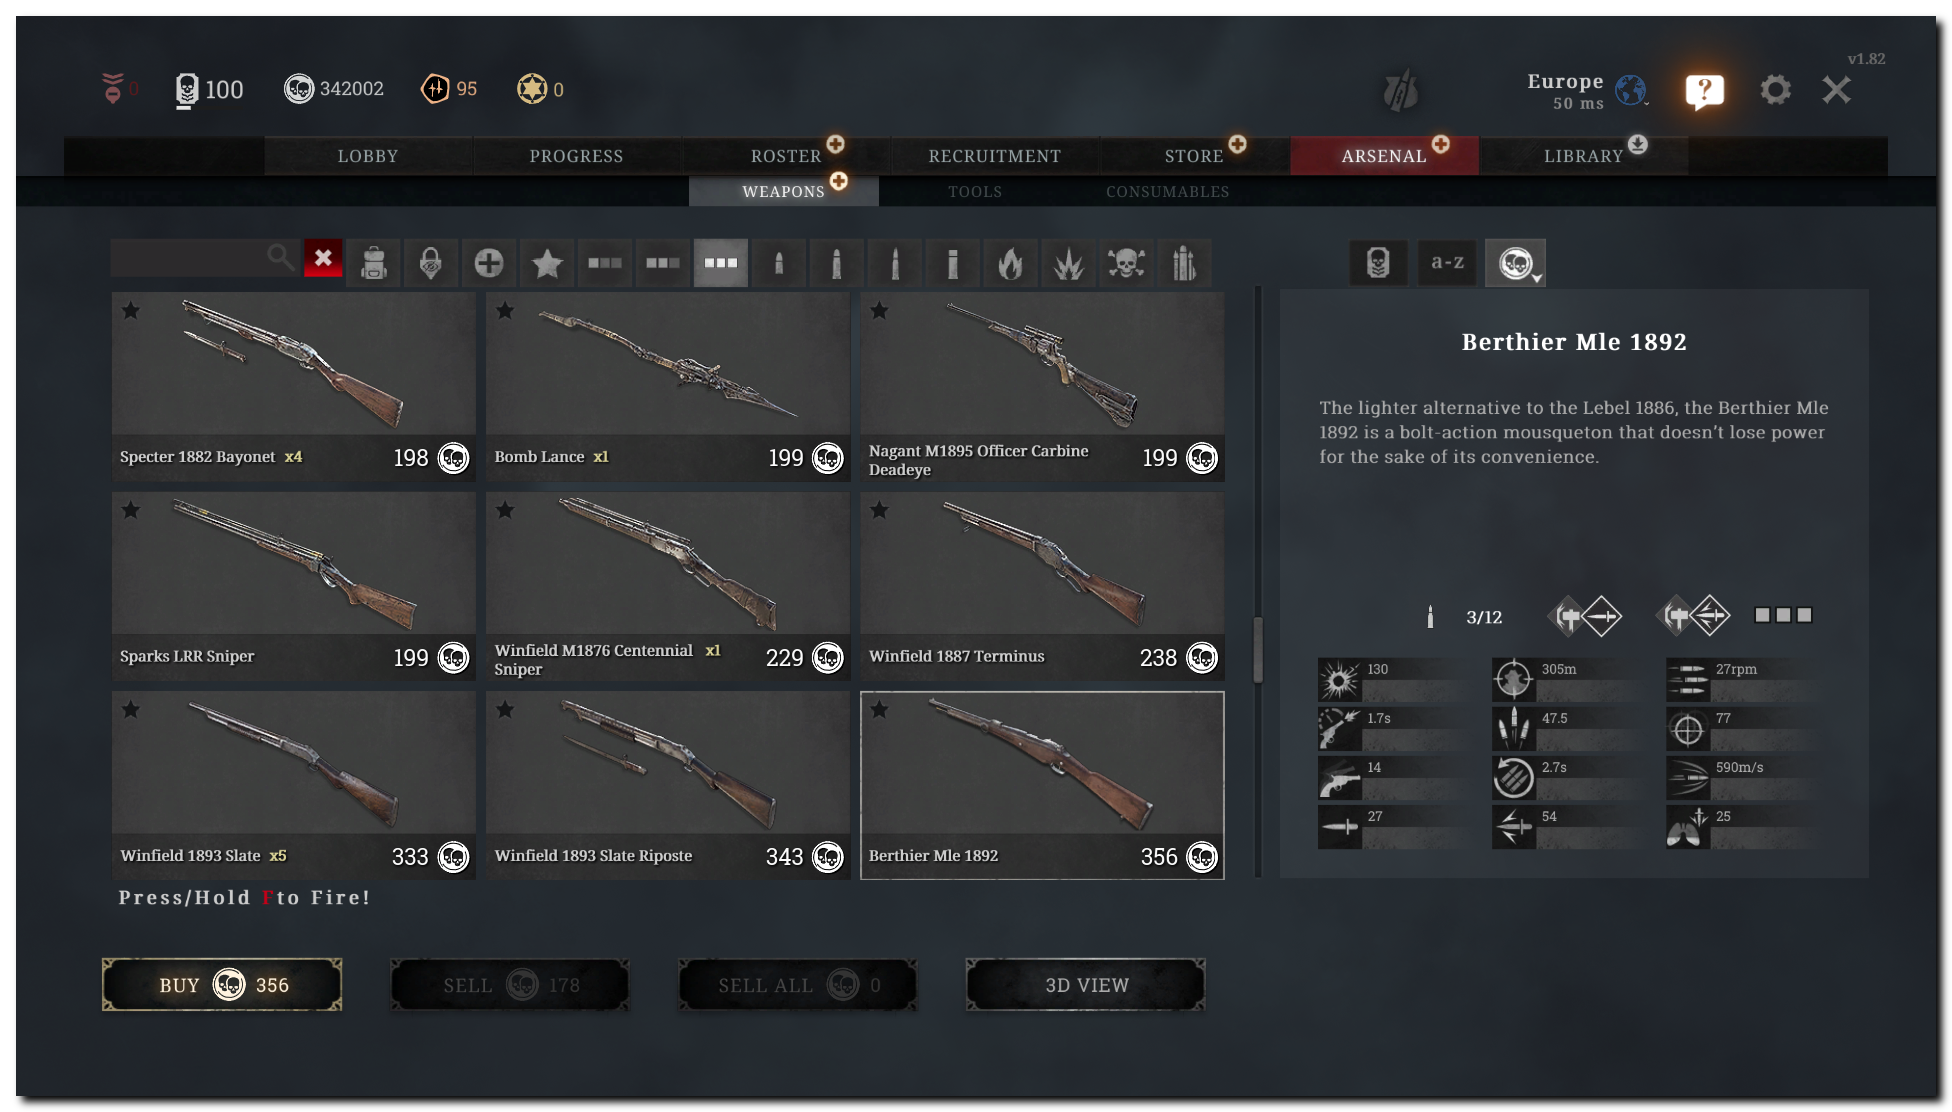 v1.82
0 100 342002 95 0
Europe
50 ms
?
LOBBY PROGRESS ROSTER RECRUITMENT STORE ARSENAL LIBRARY
WEAPONS TOOLS CONSUMABLES
a-z
Specter 1882 Bayonet x4 198
Bomb Lance x1 199
Nagant M1895 Officer Carbine
Deadeye
199
Sparks LRR Sniper 199
Winfield M1876 Centennial x1
Sniper
229
Winfield 1887 Terminus 238
Winfield 1893 Slate x5 333
Winfield 1893 Slate Riposte 343
Berthier Mle 1892 356
Press/Hold F to Fire!
BUY 356
SELL 178
SELL ALL 0
3D VIEW
Berthier Mle 1892
The lighter alternative to the Lebel 1886, the Berthier Mle
1892 is a bolt-action mousqueton that doesn't lose power
for the sake of its convenience.
3/12
130 305m 27rpm
1.7s 47.5 77
14 2.7s 590m/s
27 54 25